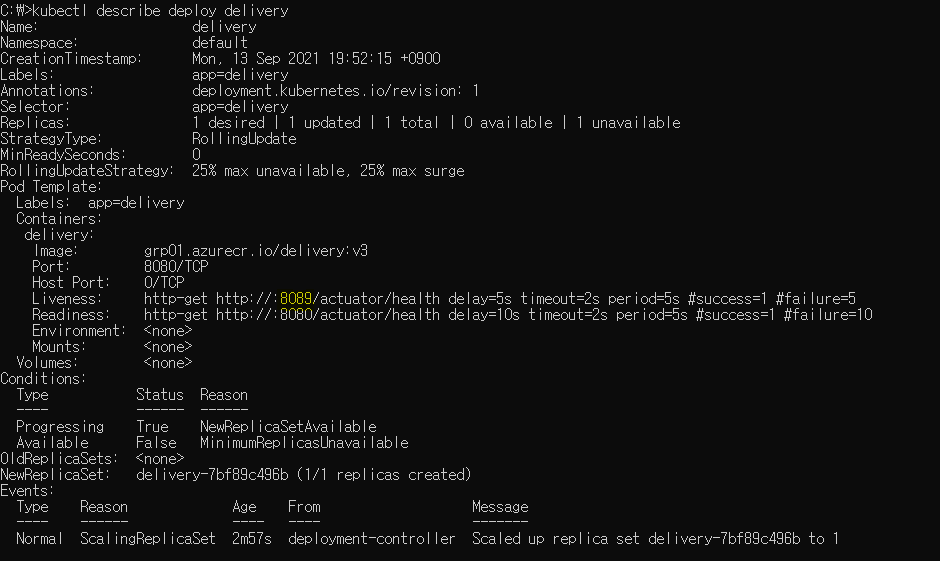 C:\>kubectl describe deploy delivery
Name:                   delivery
Namespace:              default
CreationTimestamp:      Mon, 13 Sep 2021 19:52:15 +0900
Labels:                 app=delivery
Annotations:            deployment.kubernetes.io/revision: 1
Selector:               app=delivery
Replicas:               1 desired | 1 updated | 1 total | 0 available | 1 unavailable
StrategyType:           RollingUpdate
MinReadySeconds:        0
RollingUpdateStrategy:  25% max unavailable, 25% max surge
Pod Template:
  Labels:  app=delivery
  Containers:
   delivery:
    Image:        grp01.azurecr.io/delivery:v3
    Port:         8080/TCP
    Host Port:    0/TCP
    Liveness:     http-get http://:8089/actuator/health delay=5s timeout=2s period=5s #success=1 #failure=5
    Readiness:    http-get http://:8080/actuator/health delay=10s timeout=2s period=5s #success=1 #failure=10
    Environment:  <none>
    Mounts:       <none>
  Volumes:        <none>
Conditions:
  Type           Status  Reason
  ----           ------  ------
  Progressing    True    NewReplicaSetAvailable
  Available      False   MinimumReplicasUnavailable
OldReplicaSets:  <none>
NewReplicaSet:   delivery-7bf89c496b (1/1 replicas created)
Events:
  Type    Reason             Age    From                   Message
  ----    ------             ----   ----                   -------
  Normal  ScalingReplicaSet  2m57s  deployment-controller  Scaled up replica set delivery-7bf89c496b to 1